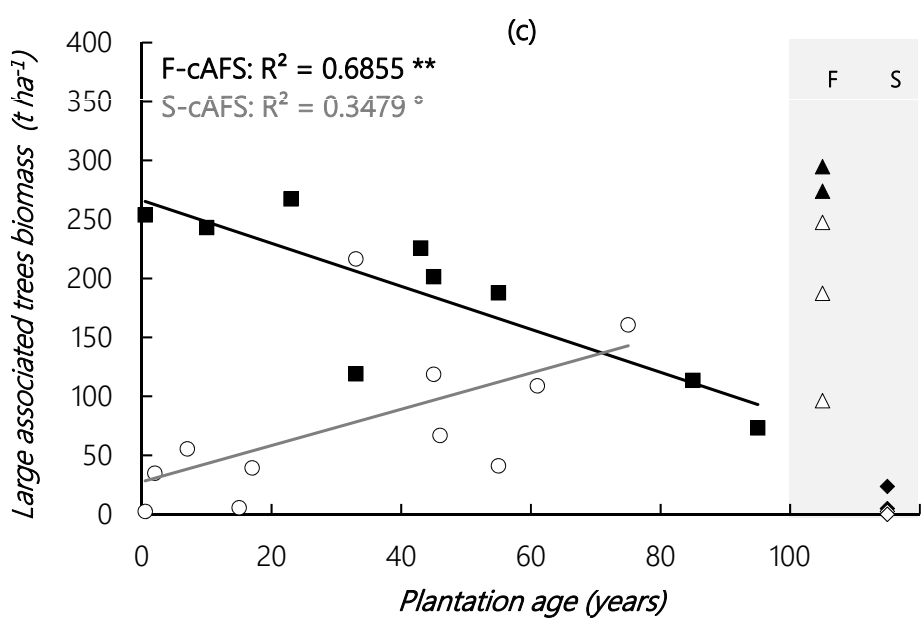 (c)
400
F-cAFS: R² = 0.6855 **
S-cAFS: R² = 0.3479 °
350
300
250
200
150
100
50
0
Large associated trees biomass (t ha⁻¹)
F S
0 20 40 60 80 100
Plantation age (years)